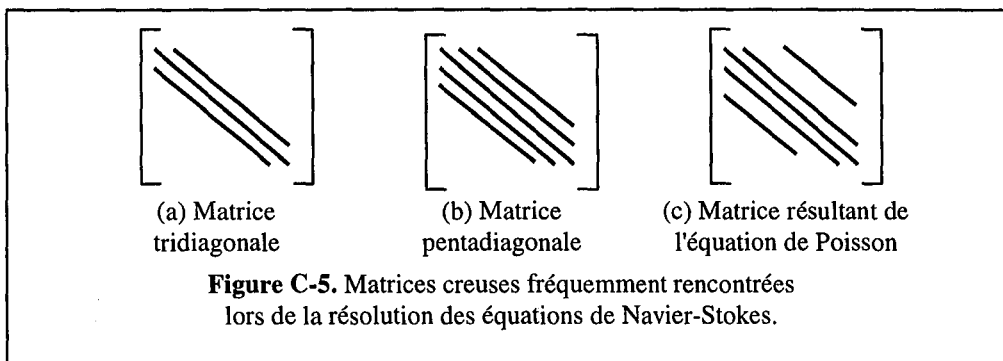 (a) Matrice
tridiagonale
(b) Matrice
pentadiagonale
(c) Matrice résultant de
l'équation de Poisson
Figure C-5. Matrices creuses fréquemment rencontrées
lors de la résolution des équations de Navier-Stokes.